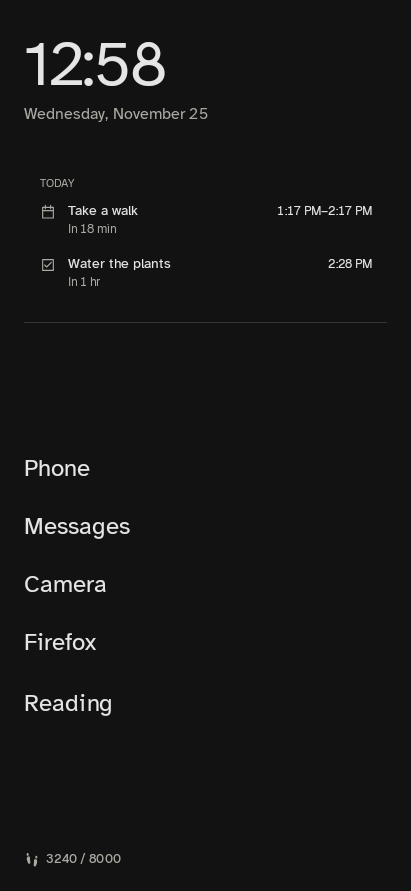 12:58
Wednesday, November 25
TODAY
Take a walk 1:17 PM–2:17 PM
In 18 min
Water the plants 2:28 PM
In 1 hr
Phone
Messages
Camera
Firefox
Reading
3240 / 8000